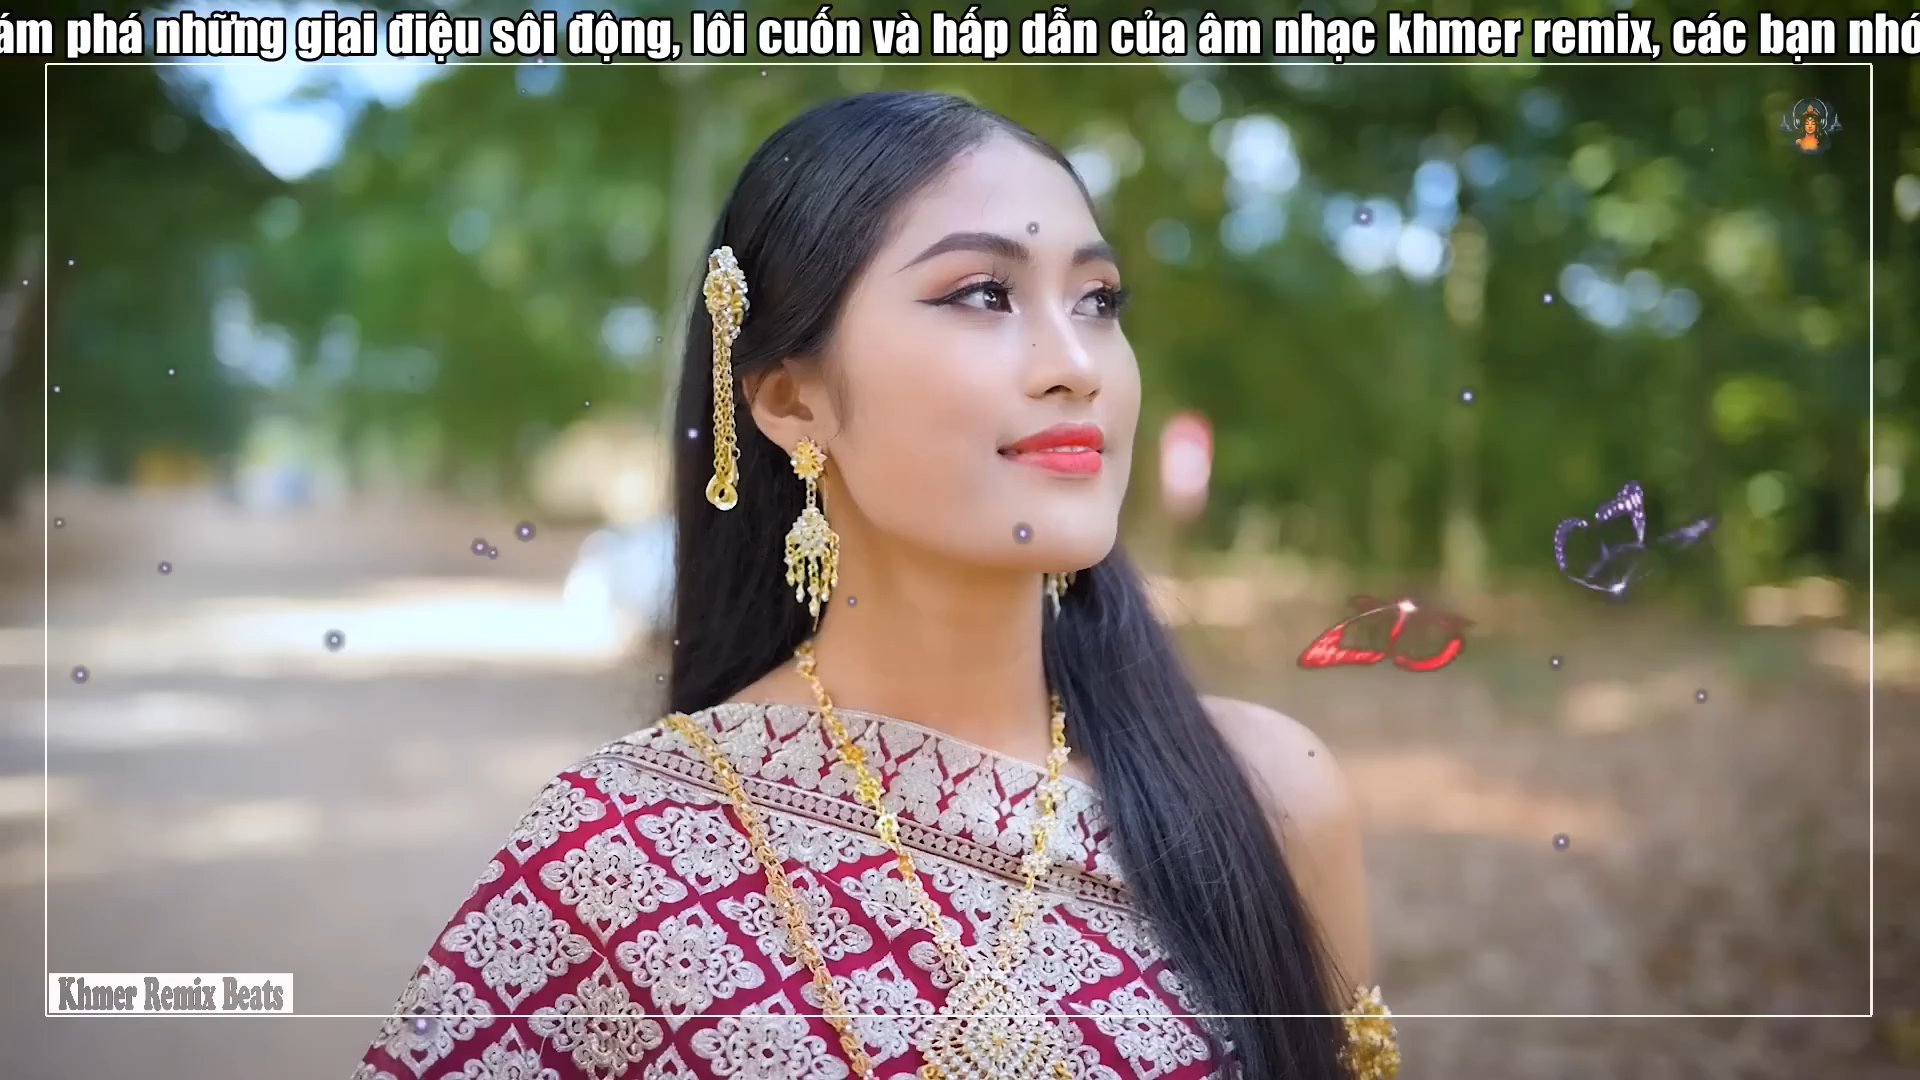 ám phá những giai điệu sôi động, lôi cuốn và hấp dẫn của âm nhạc khmer remix, các bạn nhớ
Khmer Remix Beats